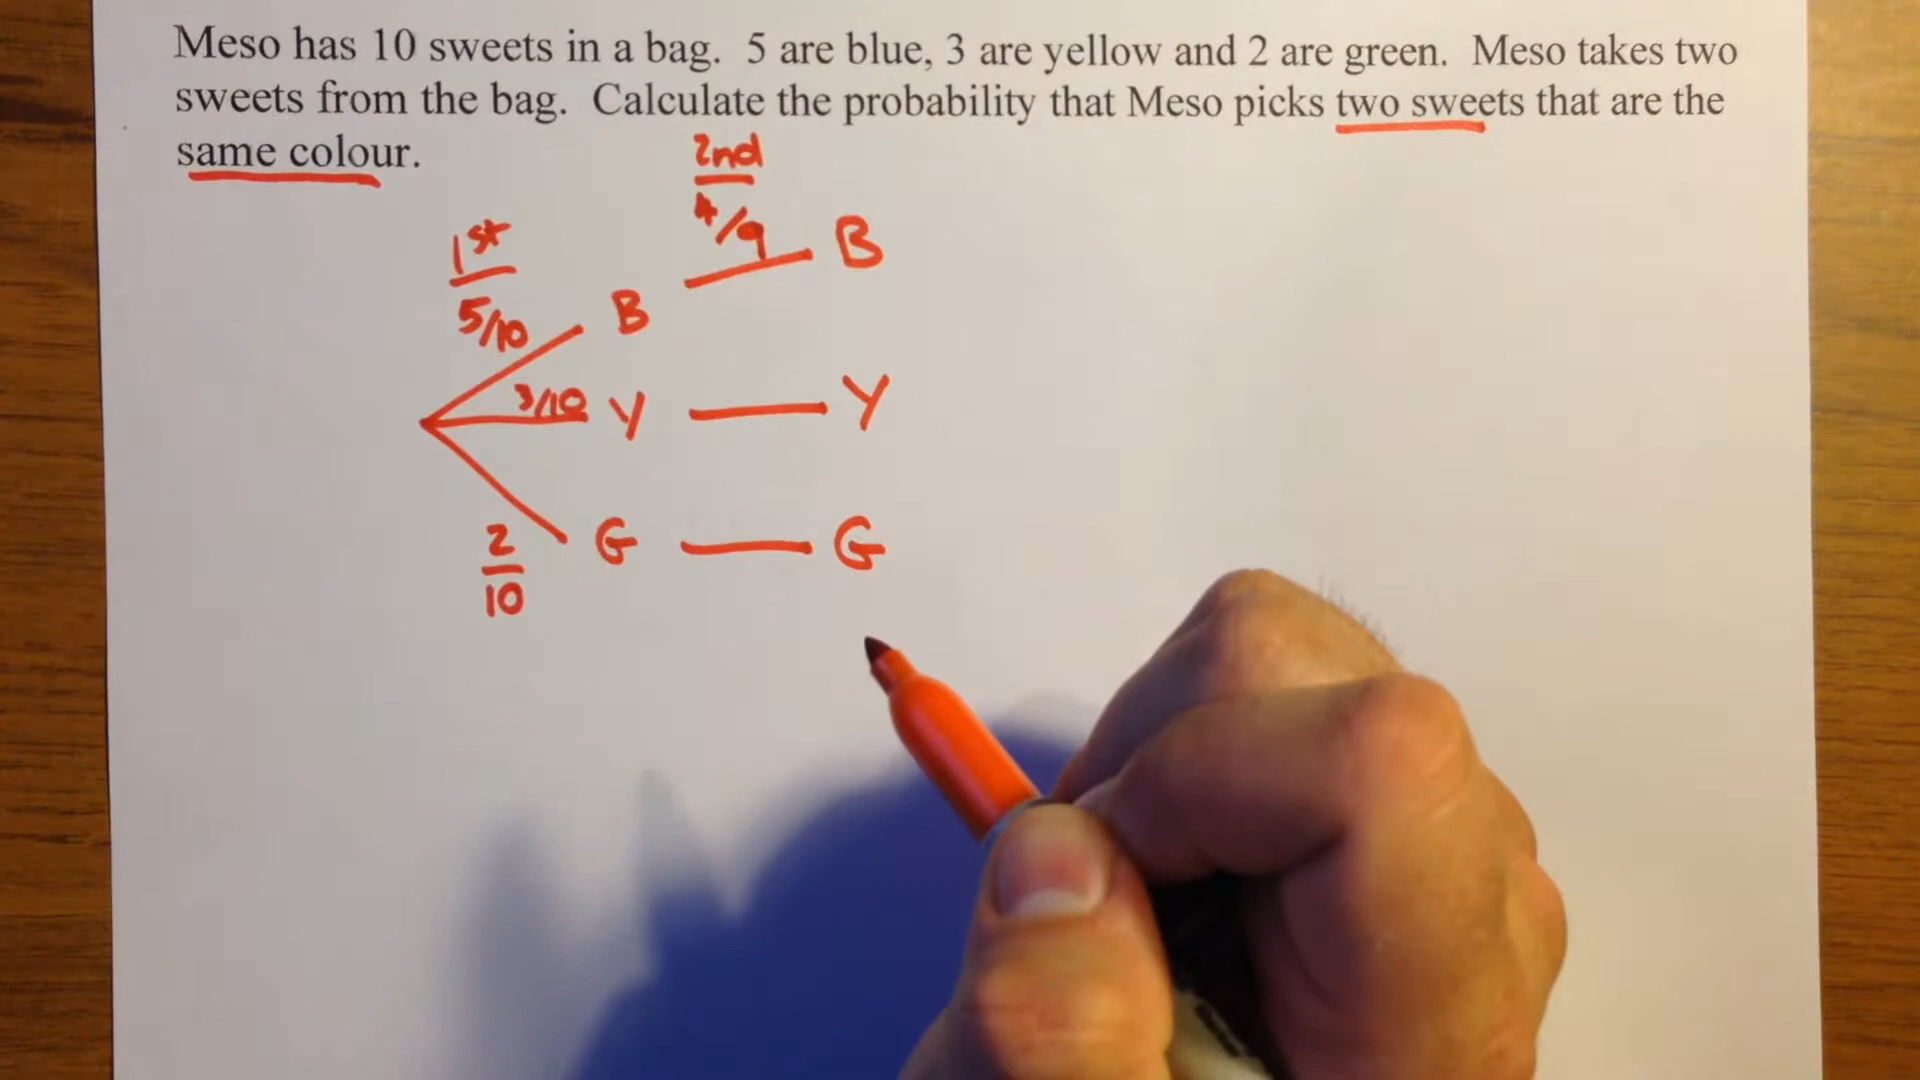 Meso has 10 sweets in a bag. 5 are blue, 3 are yellow and 2 are green. Meso takes two
sweets from the bag. Calculate the probability that Meso picks two sweets that are the
same colour.
2nd
4/9
B
1st
5/10
B
3/10 Y
Y
2
10
G
G